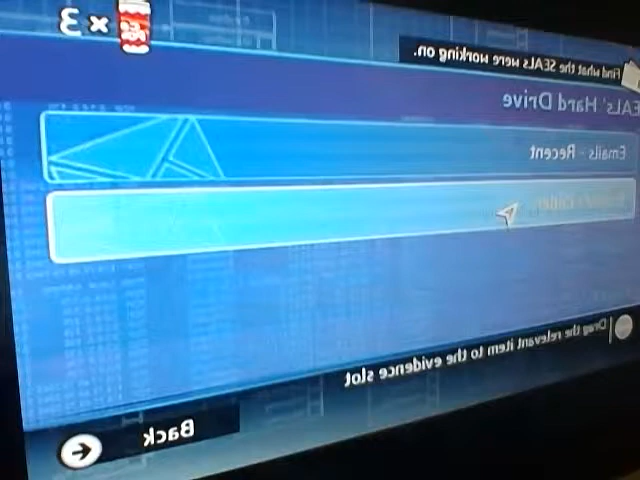 × 3
Find what the SEALs were working on.
EALs' Hard Drive
Emails - Recent
Drag the relevant item to the evidence slot
Back